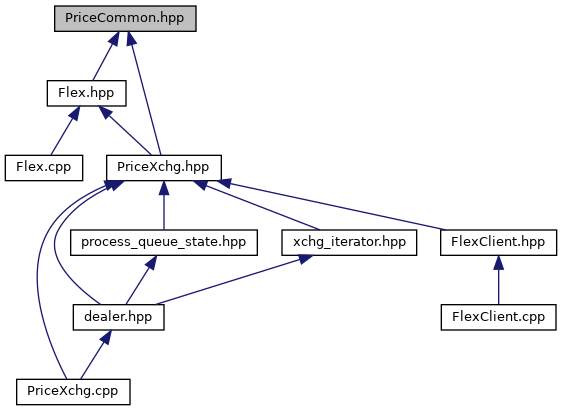 PriceCommon.hpp
Flex.hpp
Flex.cpp
PriceXchg.hpp
process_queue_state.hpp
xchg_iterator.hpp
FlexClient.hpp
dealer.hpp
FlexClient.cpp
PriceXchg.cpp